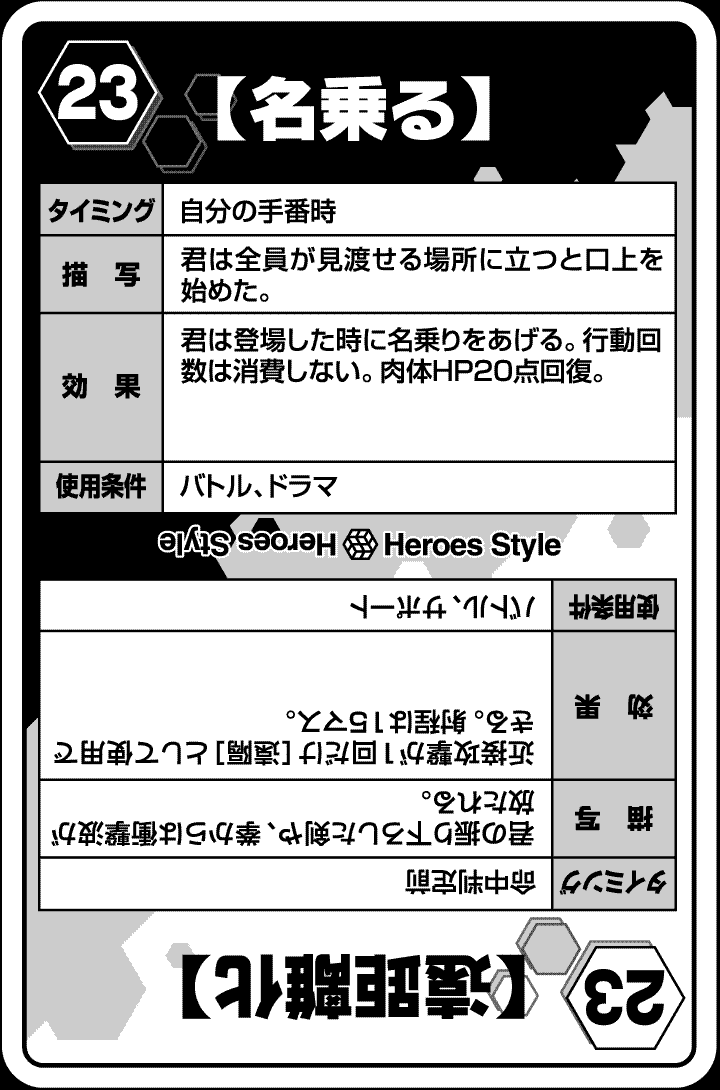 23
【名乗る】
タイミング 自分の手番時
描 写 君は全員が見渡せる場所に立つと口上を
始めた。
効 果 君は登場した時に名乗りをあげる。行動回
数は消費しない。肉体HP20点回復。
使用条件 バトル、ドラマ
Heroes Style
Heroes Style
23
【遠距離化】
タイミング 命中判定前
描 写 君の振り下ろした剣や、拳からは衝撃波が
放たれる。
効 果 近接攻撃が1回だけ[遠隔]として使用で
きる。射程は15マス。
使用条件 バトル、サポート